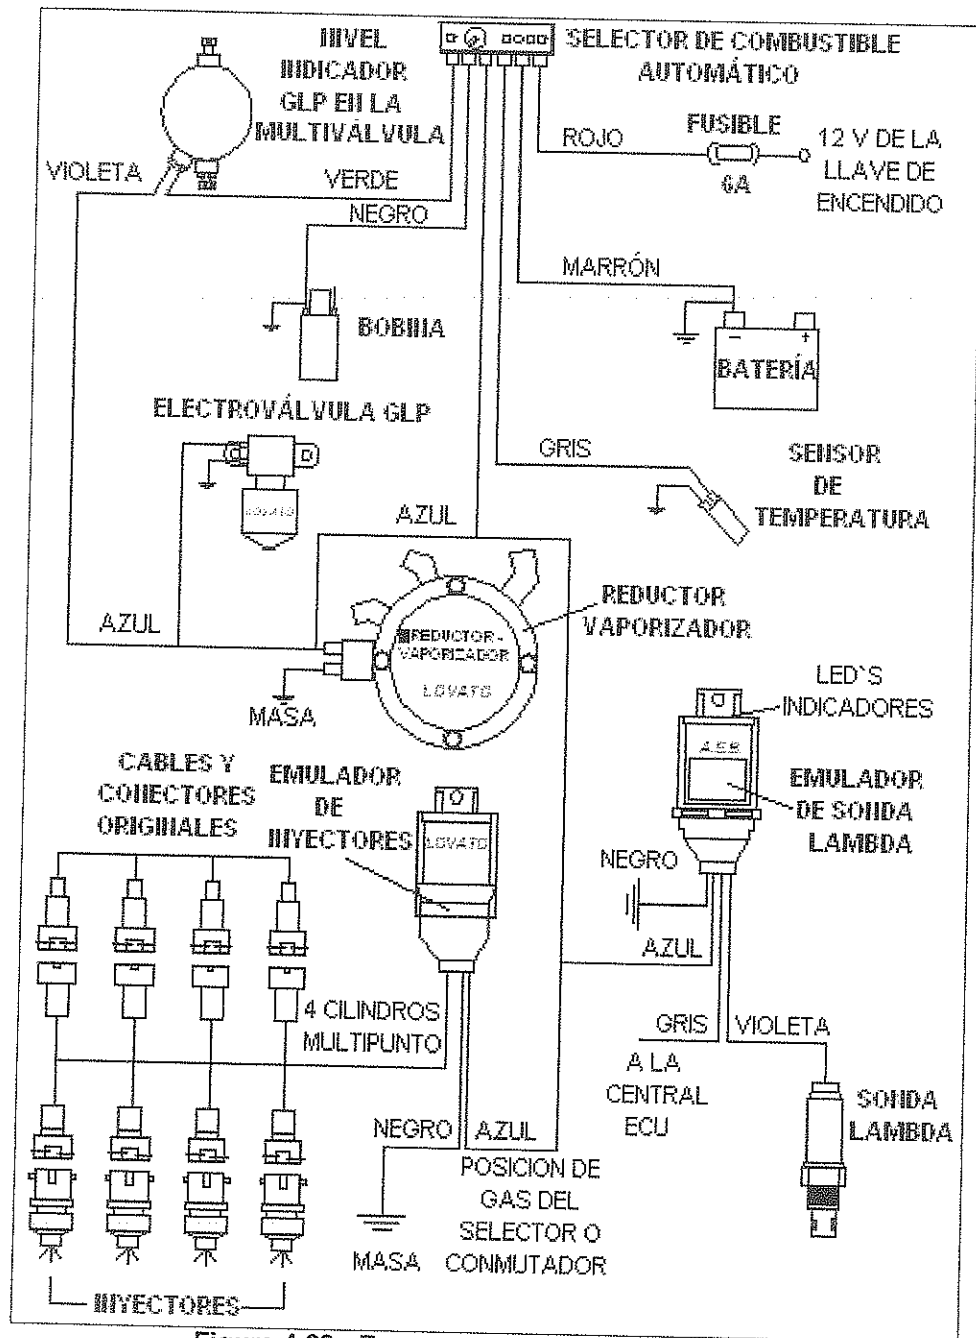 NIVEL
INDICADOR
GLP EN LA
MULTIVÁLVULA
SELECTOR DE COMBUSTIBLE
AUTOMÁTICO
ROJO
FUSIBLE
6A
12 V DE LA
LLAVE DE
ENCENDIDO
VIOLETA
VERDE
NEGRO
MARRÓN
BOBINA
BATERÍA
ELECTROVÁLVULA GLP
LOVATO
GRIS
SENSOR
DE
TEMPERATURA
AZUL
AZUL
REDUCTOR
VAPORIZADOR
REDUCTOR-
VAPORIZADOR
LOVATO
MASA
LED`S
INDICADORES
CABLES Y
CONECTORES
ORIGINALES
EMULADOR
DE
INYECTORES
LOVATO
EMULADOR
DE SONDA
LAMBDA
NEGRO
AZUL
4 CILINDROS
MULTIPUNTO
GRIS
VIOLETA
A LA
CENTRAL
ECU
SONDA
LAMBDA
NEGRO
AZUL
POSICION DE
GAS DEL
SELECTOR O
CONMUTADOR
MASA
INYECTORES